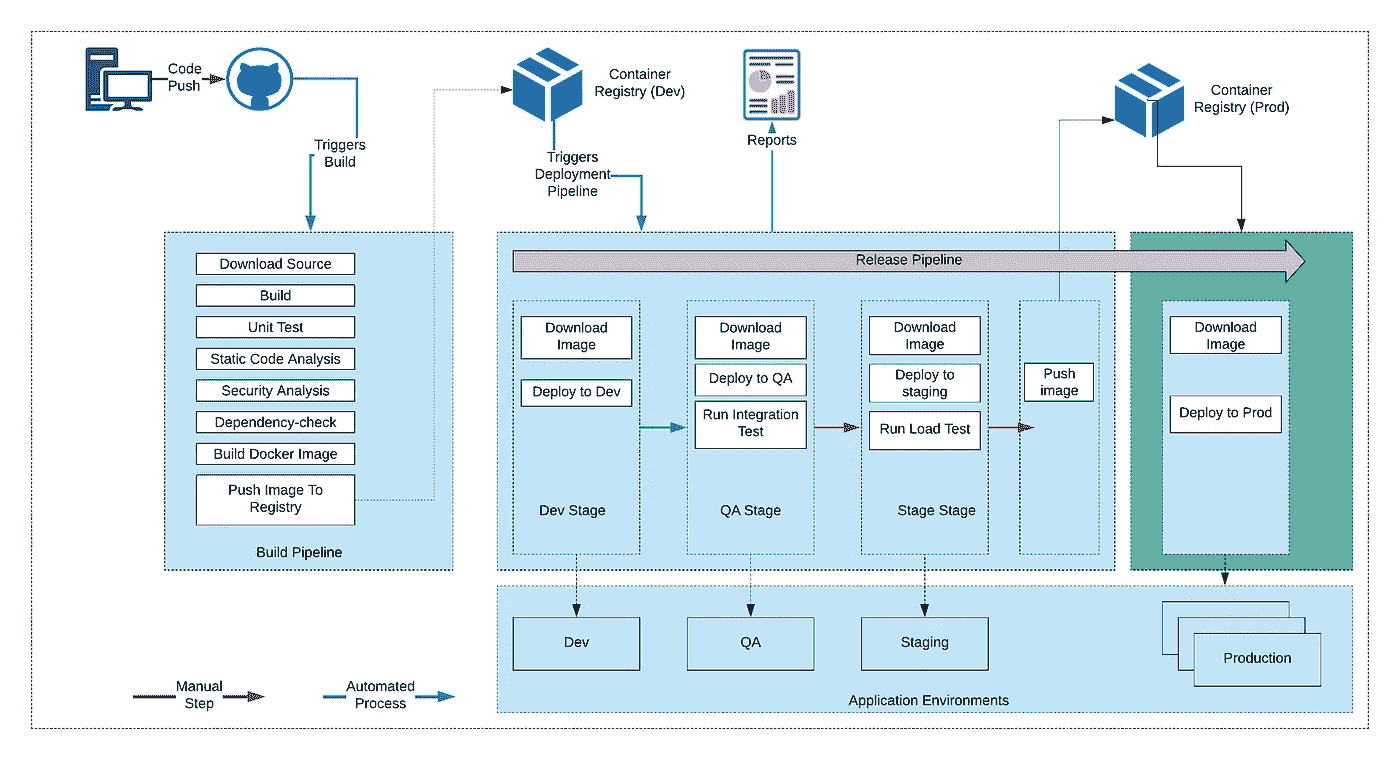 Code
Push
Container
Registry (Dev)
Container
Registry (Prod)
Triggers
Build
Triggers
Deployment
Pipeline
Reports
Download Source
Build
Unit Test
Static Code Analysis
Security Analysis
Dependency-check
Build Docker Image
Push Image To
Registry
Build Pipeline
Release Pipeline
Download
Image
Deploy to Dev
Dev Stage
Download
Image
Deploy to QA
Run Integration
Test
QA Stage
Download
Image
Deploy to
staging
Run Load Test
Stage Stage
Push
image
Download
Image
Deploy to Prod
Dev
QA
Staging
Production
Application Environments
Manual
Step
Automated
Process